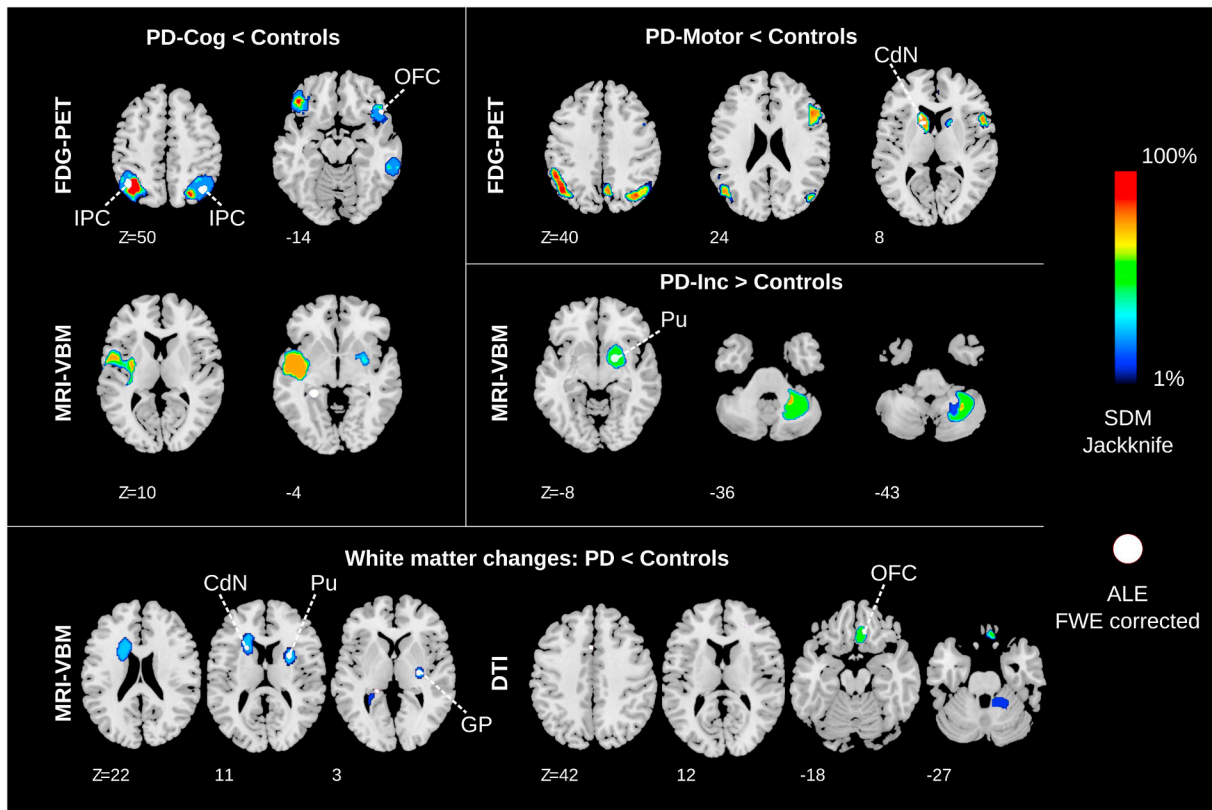 PD-Cog < Controls
FDG-PET
OFC
IPC
IPC
Z=50
-14
MRI-VBM
Z=10
-4
PD-Motor < Controls
FDG-PET
CdN
Z=40
24
8
PD-Inc > Controls
MRI-VBM
Pu
Z=-8
-36
-43
100%
1%
SDM
Jackknife
ALE
FWE corrected
White matter changes: PD < Controls
MRI-VBM
CdN
Pu
GP
Z=22
11
3
DTI
OFC
Z=42
12
-18
-27